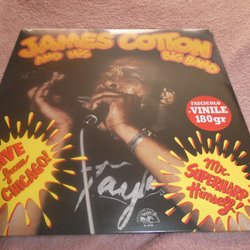 JAMES COTTON
AND HIS BIG BAND
FASCICOLO
+ VINILE
180gr
LIVE
from
CHICAGO!
Mr.
SUPERHARP
Himself!